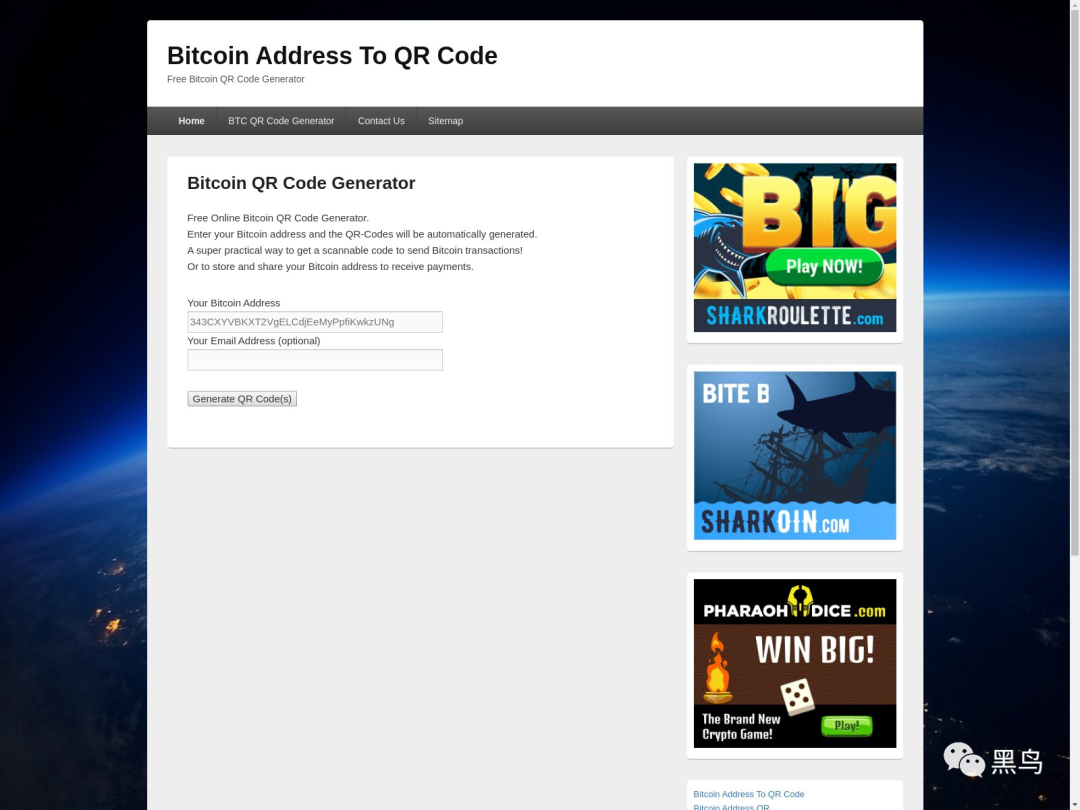 Bitcoin Address To QR Code
Free Bitcoin QR Code Generator
Home
BTC QR Code Generator
Contact Us
Sitemap
Bitcoin QR Code Generator
Free Online Bitcoin QR Code Generator.
Enter your Bitcoin address and the QR-Codes will be automatically generated.
A super practical way to get a scannable code to send Bitcoin transactions!
Or to store and share your Bitcoin address to receive payments.
Your Bitcoin Address
343CXYVBKXT2VgELCdjEeMyPpfiKwkzUNg
Your Email Address (optional)
Generate QR Code(s)
BIG
Play NOW!
SHARKROULETTE.com
BITE B
SHARKOIN.COM
PHARAOH DICE.com
WIN BIG!
The Brand New
Crypto Game!
Play!
Bitcoin Address To QR Code
Bitcoin Address QR
黑鸟